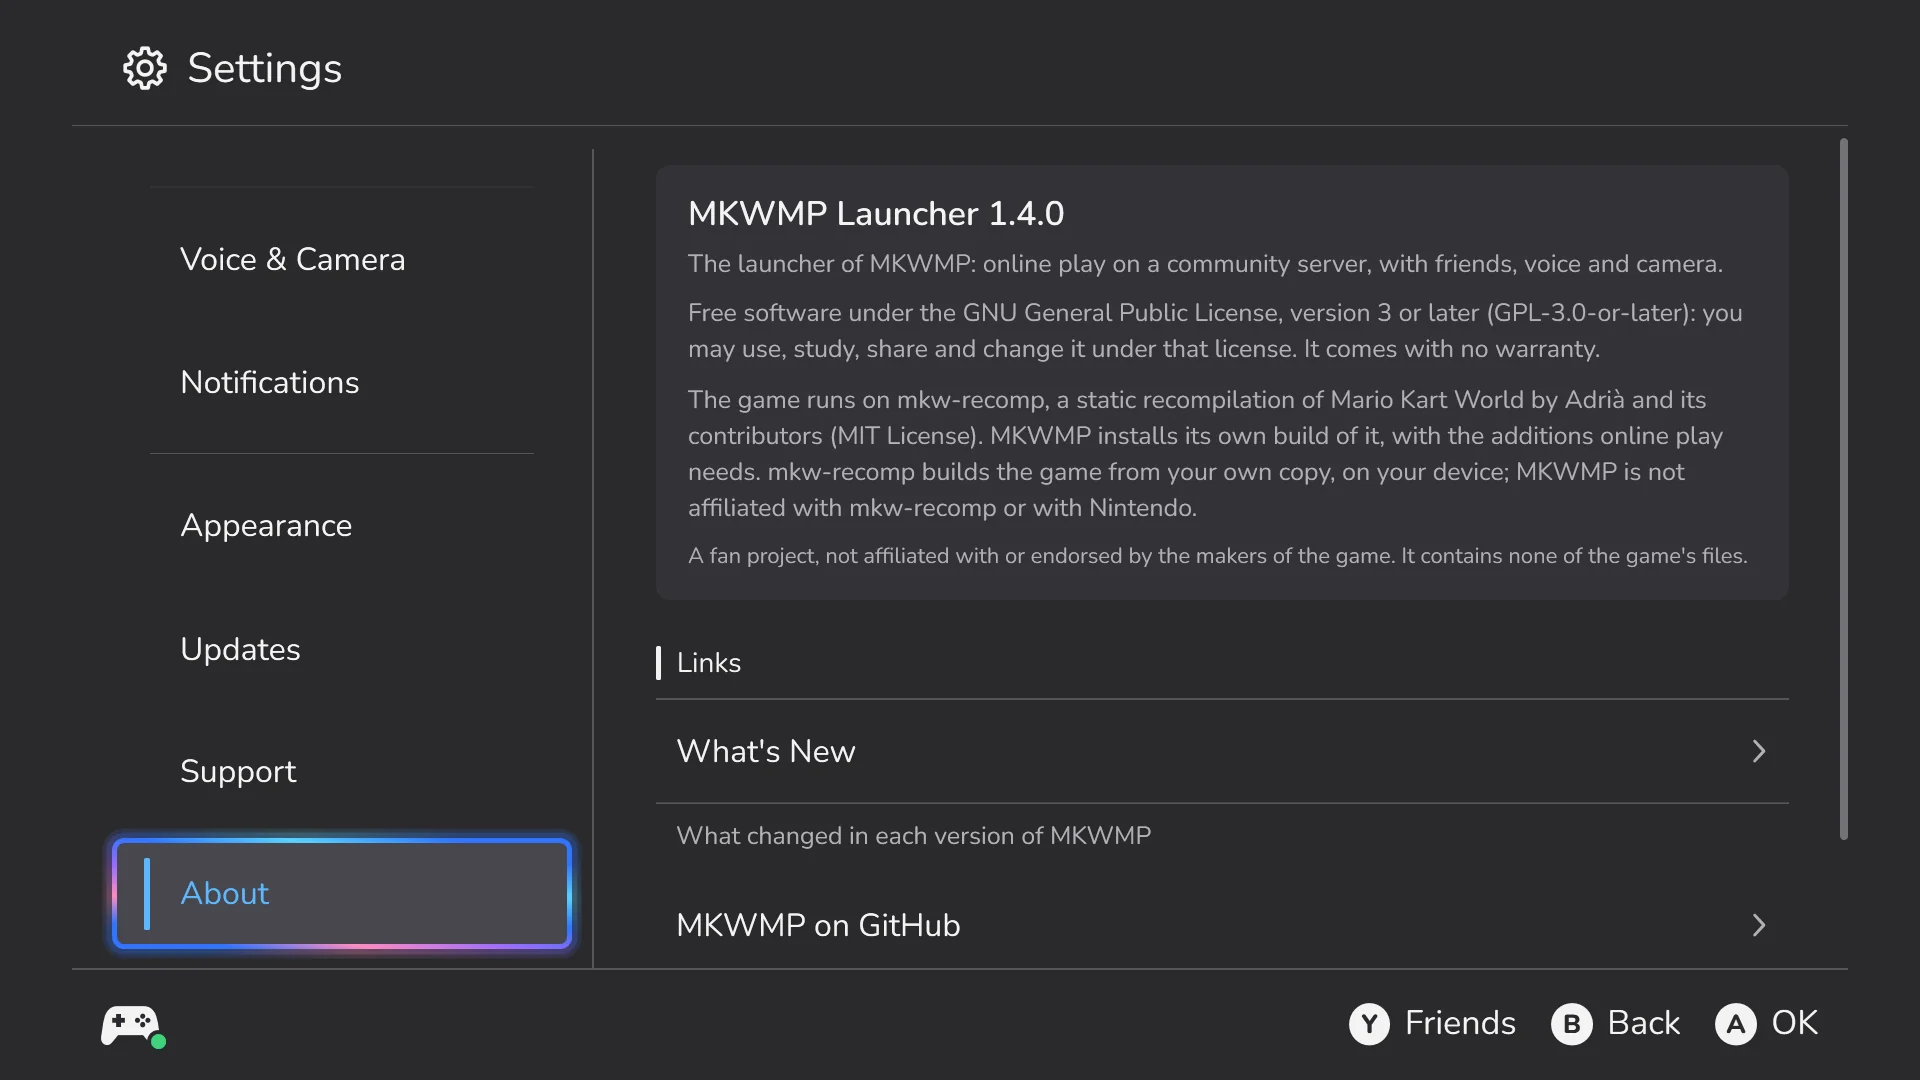 Settings
Voice & Camera
Notifications
Appearance
Updates
Support
About
MKWMP Launcher 1.4.0
The launcher of MKWMP: online play on a community server, with friends, voice and camera.
Free software under the GNU General Public License, version 3 or later (GPL-3.0-or-later): you
may use, study, share and change it under that license. It comes with no warranty.
The game runs on mkw-recomp, a static recompilation of Mario Kart World by Adrià and its
contributors (MIT License). MKWMP installs its own build of it, with the additions online play
needs. mkw-recomp builds the game from your own copy, on your device; MKWMP is not
affiliated with mkw-recomp or with Nintendo.
A fan project, not affiliated with or endorsed by the makers of the game. It contains none of the game's files.
Links
What's New
What changed in each version of MKWMP
MKWMP on GitHub
Y Friends B Back A OK